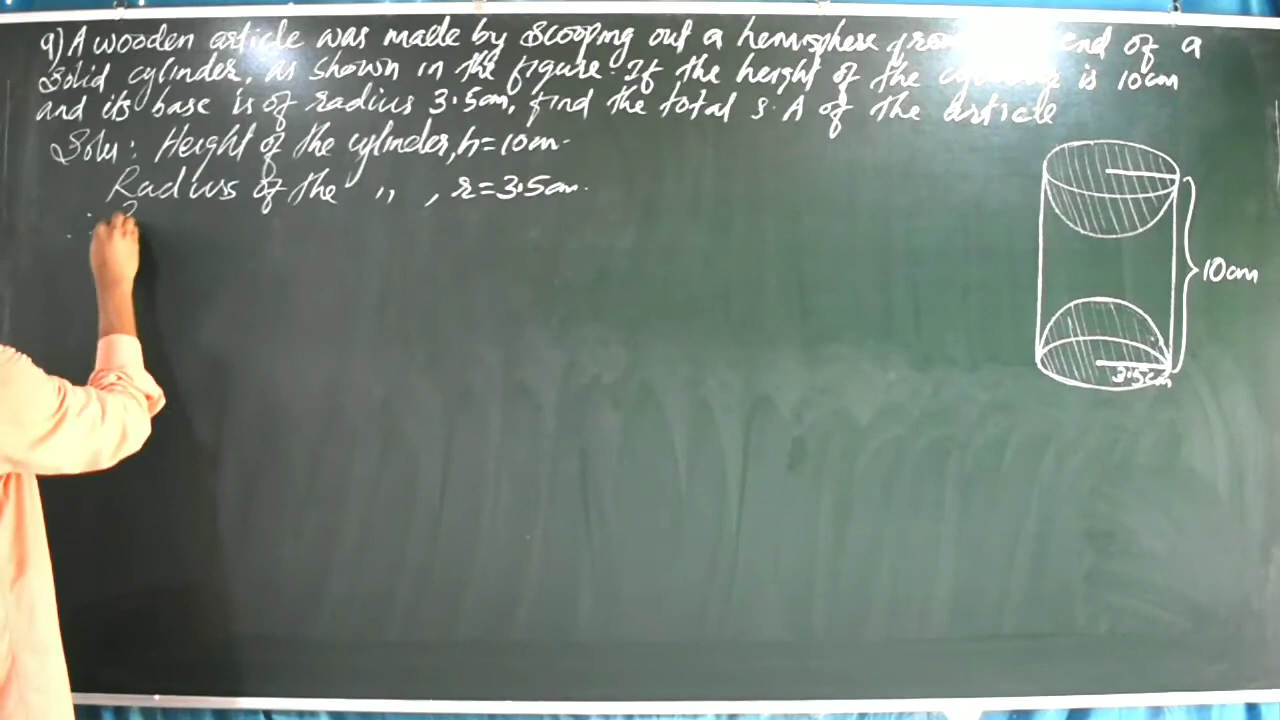 9) A wooden article was made by scooping out a hemisphere from end of a
solid cylinder, as shown in the figure. If the height of the cylinder is 10cm
and its base is of radius 3.5cm, find the total S.A of the article
Soln: Height of the cylinder, h=10cm.
Radius of the ,, , r=3.5cm.
10cm
3.5cm